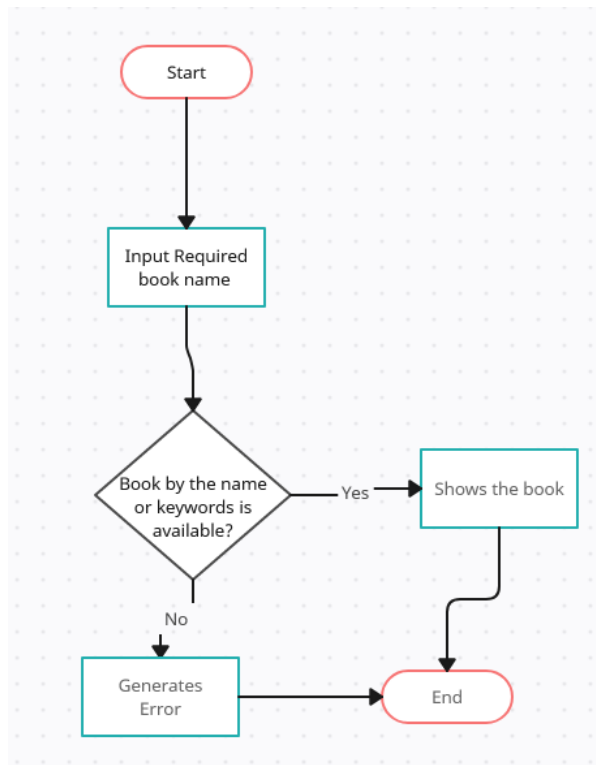 Start
Input Required
book name
Book by the name
or keywords is
available?
Yes
Shows the book
No
Generates
Error
End